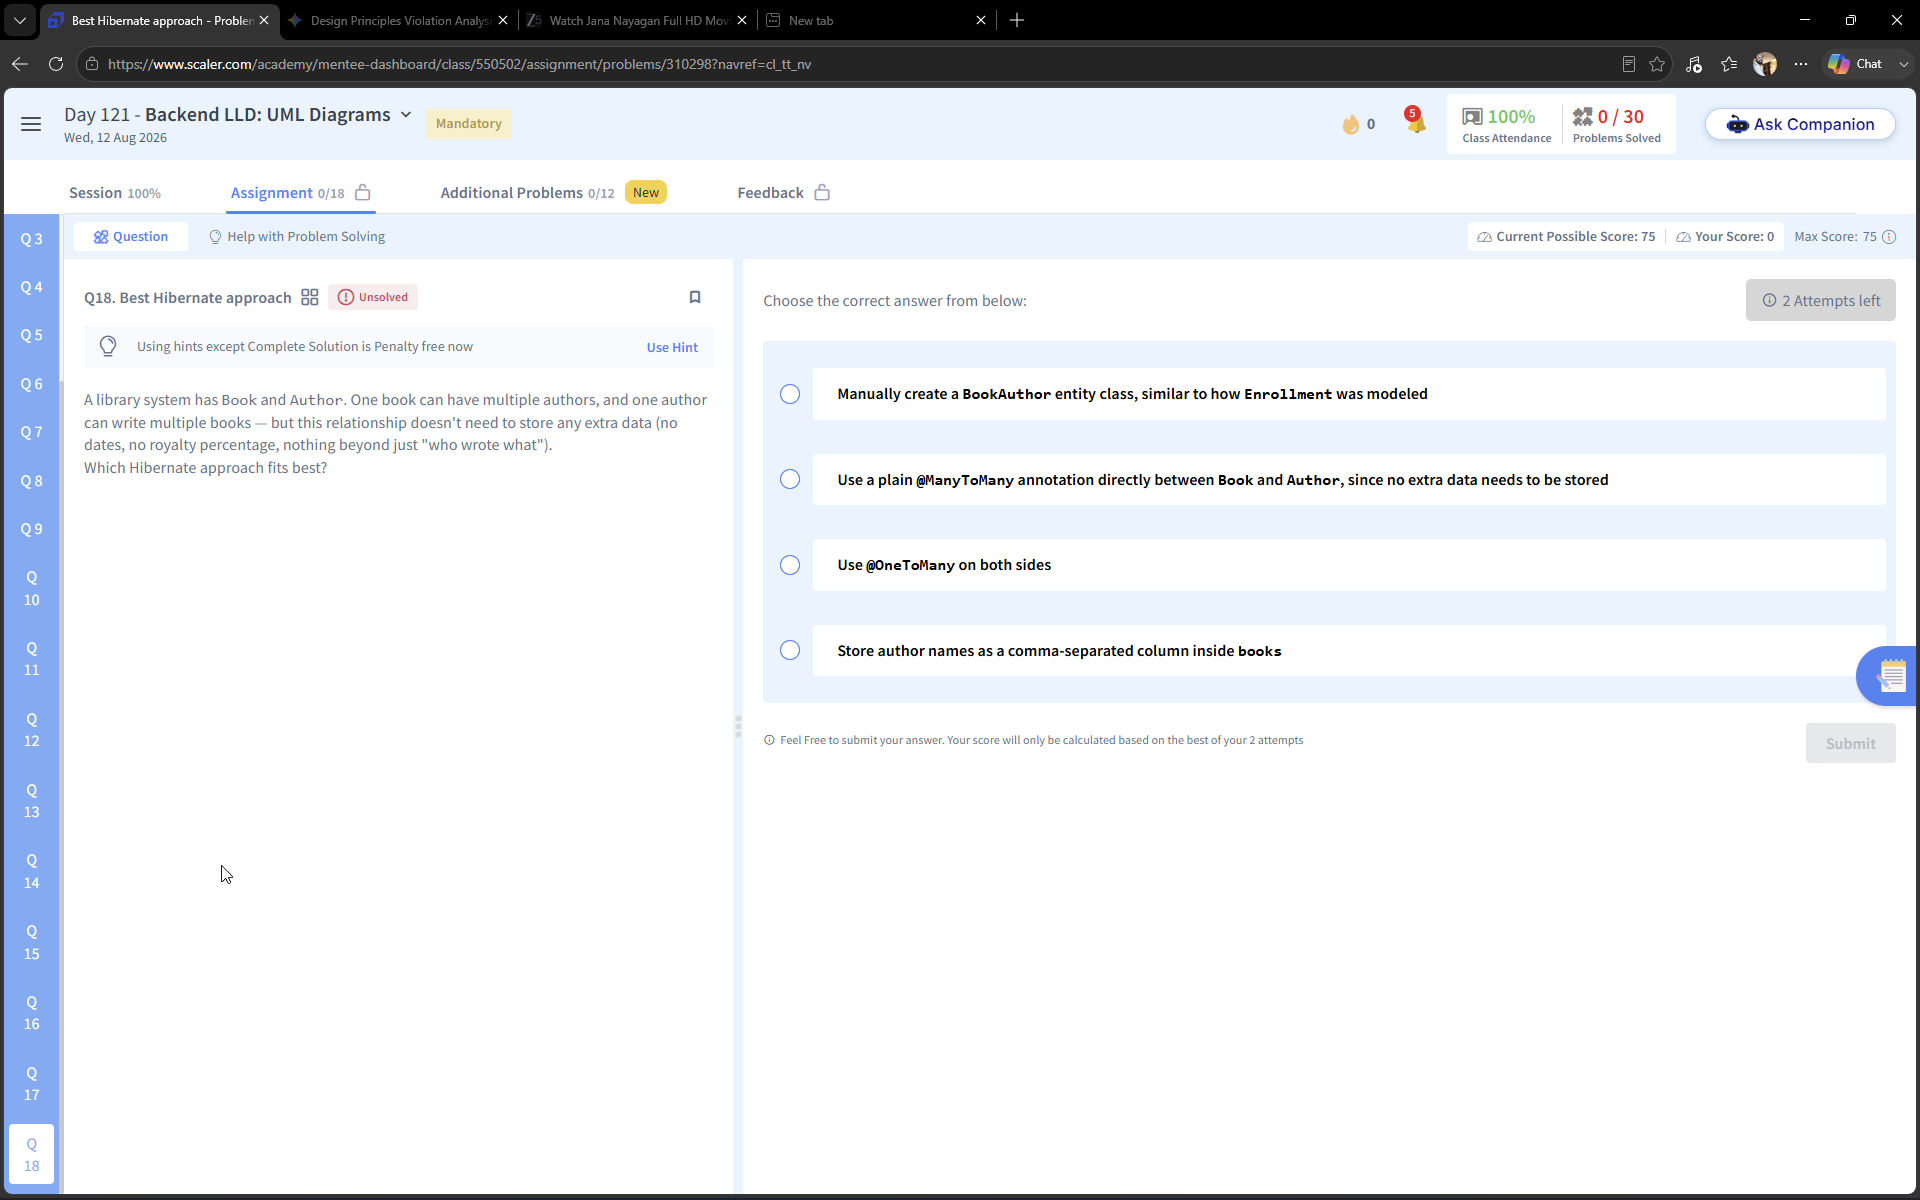 Best Hibernate approach - Problem
Design Principles Violation Analys
Watch Jana Nayagan Full HD Mov
New tab
https://www.scaler.com/academy/mentee-dashboard/class/550502/assignment/problems/310298?navref=cl_tt_nv
Chat
Day 121 - Backend LLD: UML Diagrams
Wed, 12 Aug 2026
Mandatory
0
5
100%
Class Attendance
0 / 30
Problems Solved
Ask Companion
Session 100%
Assignment 0/18
Additional Problems 0/12 New
Feedback
Question
Help with Problem Solving
Current Possible Score: 75
Your Score: 0
Max Score: 75
Q 3
Q 4
Q 5
Q 6
Q 7
Q 8
Q 9
Q
10
Q
11
Q
12
Q
13
Q
14
Q
15
Q
16
Q
17
Q
18
Q18. Best Hibernate approach
Unsolved
Using hints except Complete Solution is Penalty free now
Use Hint
A library system has Book and Author. One book can have multiple authors, and one author
can write multiple books — but this relationship doesn't need to store any extra data (no
dates, no royalty percentage, nothing beyond just "who wrote what").
Which Hibernate approach fits best?
Choose the correct answer from below:
2 Attempts left
Manually create a BookAuthor entity class, similar to how Enrollment was modeled
Use a plain @ManyToMany annotation directly between Book and Author, since no extra data needs to be stored
Use @OneToMany on both sides
Store author names as a comma-separated column inside books
Feel Free to submit your answer. Your score will only be calculated based on the best of your 2 attempts
Submit